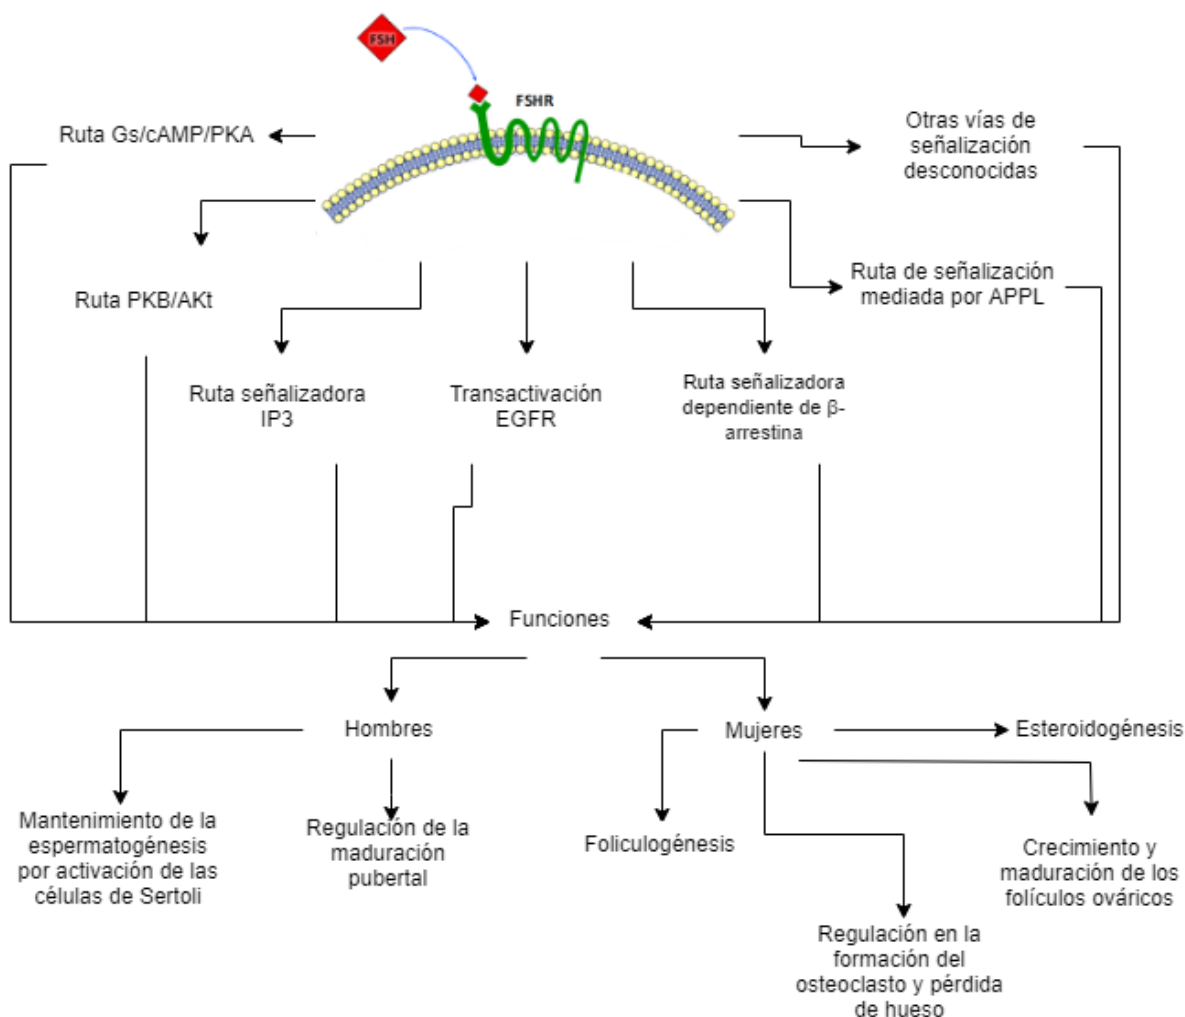 FSH
FSHR
Ruta Gs/cAMP/PKA
Otras vías de
señalización
desconocidas
Ruta PKB/AKt
Ruta de señalización
mediada por APPL
Ruta señalizadora
IP3
Transactivación
EGFR
Ruta señalizadora
dependiente de β-
arrestina
Funciones
Hombres
Mujeres
Esteroidogénesis
Mantenimiento de la
espermatogénesis
por activación de las
células de Sertoli
Regulación de la
maduración
pubertal
Foliculogénesis
Crecimiento y
maduración de los
folículos ováricos
Regulación en la
formación del
osteoclasto y pérdida
de hueso